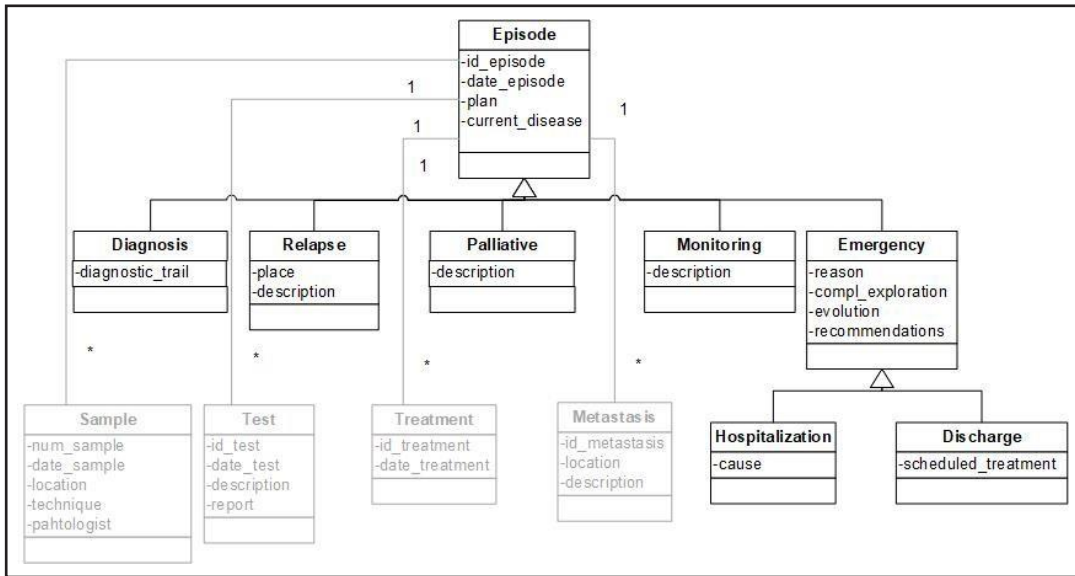 Episode
-id_episode
-date_episode
-plan
-current_disease
1
1
1
1
Diagnosis
-diagnostic_trail
Relapse
-place
-description
Palliative
-description
Monitoring
-description
Emergency
-reason
-compl_exploration
-evolution
-recommendations
*
*
*
*
Sample
-num_sample
-date_sample
-location
-technique
-pahtologist
Test
-id_test
-date_test
-description
-report
Treatment
-id_treatment
-date_treatment
Metastasis
-id_metastasis
-location
-description
Hospitalization
-cause
Discharge
-scheduled_treatment